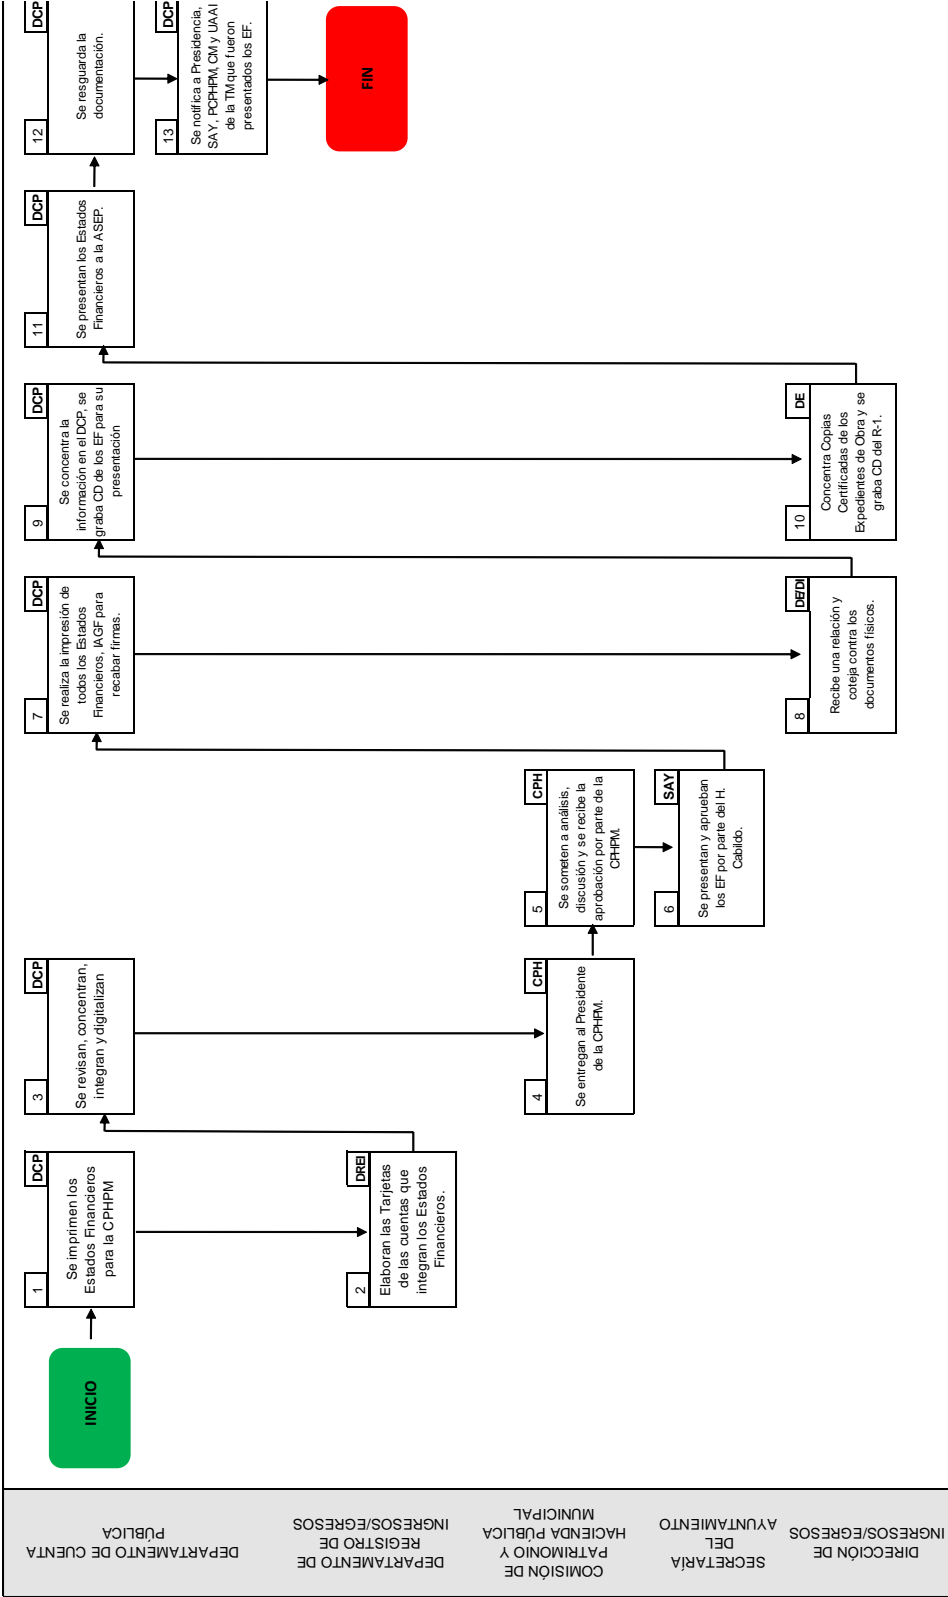 DEPARTAMENTO DE CUENTA
PÚBLICA
DEPARTAMENTO DE
REGISTRO DE
INGRESOS/EGRESOS
COMISIÓN DE
PATRIMONIO Y
HACIENDA PÚBLICA
MUNICIPAL
SECRETARÍA
DEL
AYUNTAMIENTO
DIRECCIÓN DE
INGRESOS/EGRESOS
INICIO
1
DCP
Se imprimen los
Estados Financieros
para la CPHPM
2
DREI
Elaboran las Tarjetas
de las cuentas que
integran los Estados
Financieros.
3
DCP
Se revisan, concentran,
integran y digitalizan
4
CPH
Se entregan al Presidente
de la CPHPM.
5
CPH
Se someten a análisis,
discusión y se recibe la
aprobación por parte de la
CPHPM.
6
SAY
Se presentan y aprueban
los EF por parte del H.
Cabildo.
7
DCP
Se realiza la impresión de
todos los Estados
Financieros, IAGF para
recabar firmas.
8
DE/DI
Recibe una relación y
coteja contra los
documentos físicos.
9
DCP
Se concentra la
información en el DCP, se
graba CD de los EF para su
presentación
10
DE
Concentra Copias
Certificadas de los
Expedientes de Obra y se
graba CD del R-1.
11
DCP
Se presentan los Estados
Financieros a la ASEP.
12
DCP
Se resguarda la
documentación.
13
DCP
Se notifica a Presidencia,
SAY, PCPHPM, CM y UAAI
de la TM que fueron
presentados los EF.
FIN